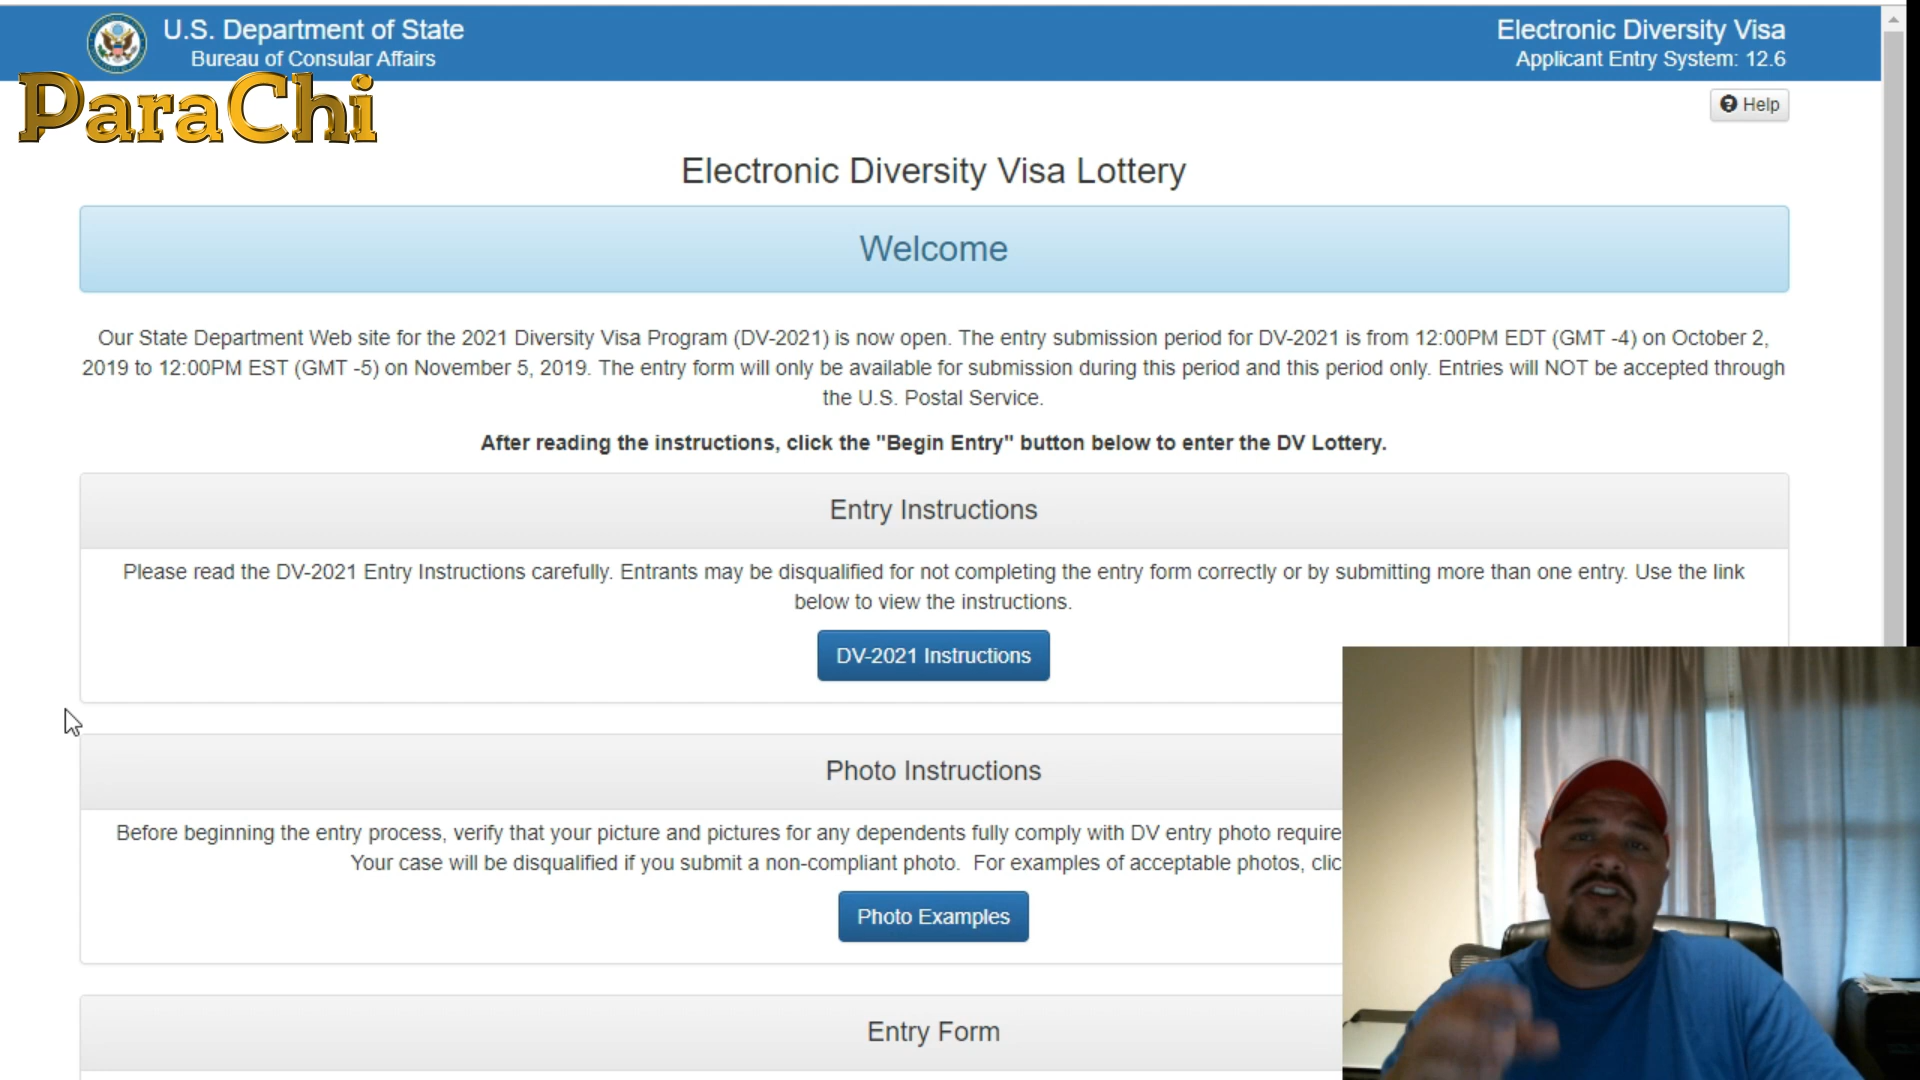 U.S. Department of State
Bureau of Consular Affairs
Electronic Diversity Visa
Applicant Entry System: 12.6
ParaChi
Help
Electronic Diversity Visa Lottery
Welcome
Our State Department Web site for the 2021 Diversity Visa Program (DV-2021) is now open. The entry submission period for DV-2021 is from 12:00PM EDT (GMT -4) on October 2,
2019 to 12:00PM EST (GMT -5) on November 5, 2019. The entry form will only be available for submission during this period and this period only. Entries will NOT be accepted through
the U.S. Postal Service.
After reading the instructions, click the "Begin Entry" button below to enter the DV Lottery.
Entry Instructions
Please read the DV-2021 Entry Instructions carefully. Entrants may be disqualified for not completing the entry form correctly or by submitting more than one entry. Use the link
below to view the instructions.
DV-2021 Instructions
Photo Instructions
Before beginning the entry process, verify that your picture and pictures for any dependents fully comply with DV entry photo require
Your case will be disqualified if you submit a non-compliant photo. For examples of acceptable photos, clic
Photo Examples
Entry Form